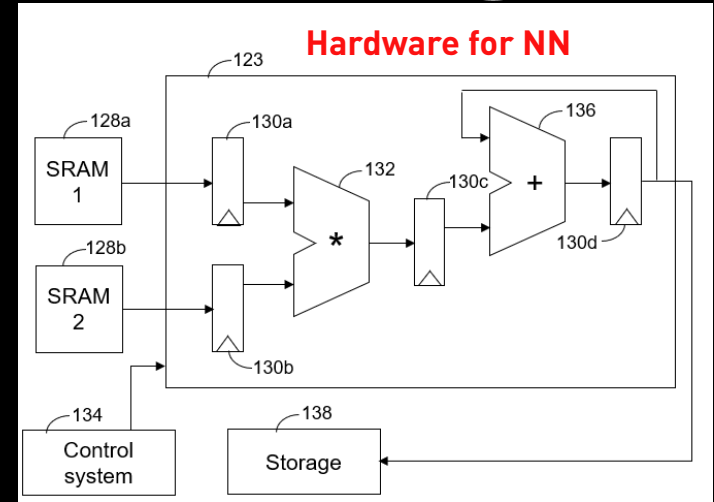 Hardware for NN
123
128a
130a
136
SRAM
1
132
130c
*
+
128b
130d
SRAM
2
130b
134
138
Control
system
Storage